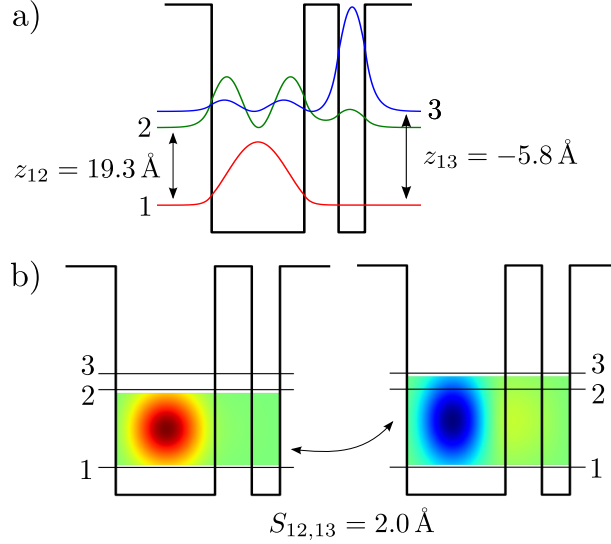 a)
3
2
z₁₂ = 19.3 Å
z₁₃ = −5.8 Å
1
b)
3
3
2
2
1
1
S₁₂,₁₃ = 2.0 Å